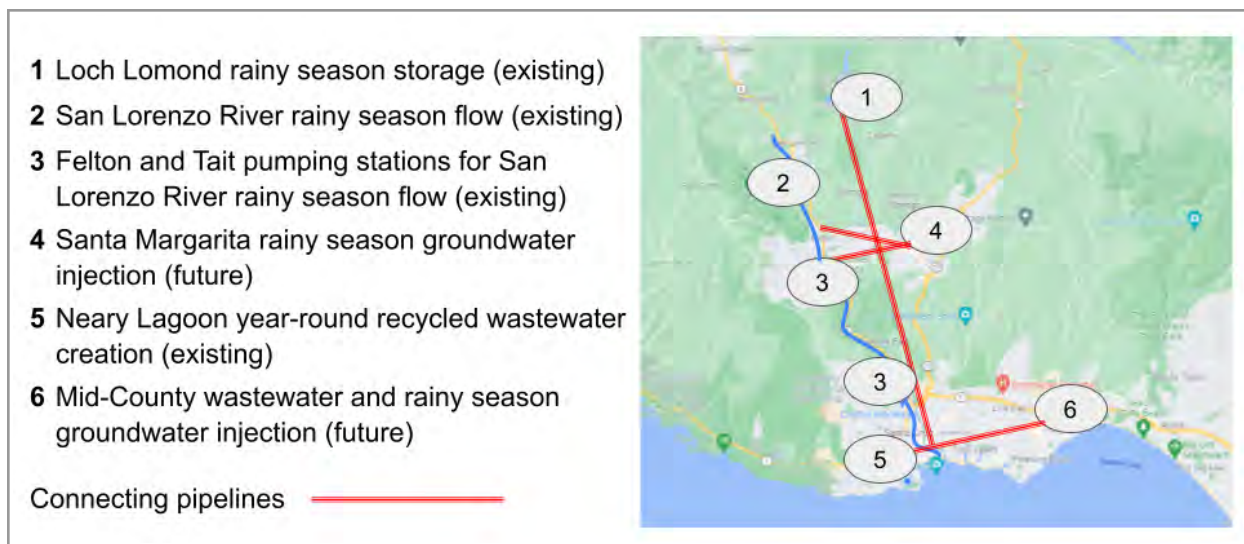 1 Loch Lomond rainy season storage (existing)
2 San Lorenzo River rainy season flow (existing)
3 Felton and Tait pumping stations for San
Lorenzo River rainy season flow (existing)
4 Santa Margarita rainy season groundwater
injection (future)
5 Neary Lagoon year-round recycled wastewater
creation (existing)
6 Mid-County wastewater and rainy season
groundwater injection (future)
Connecting pipelines
1
2
4
3
3
6
5